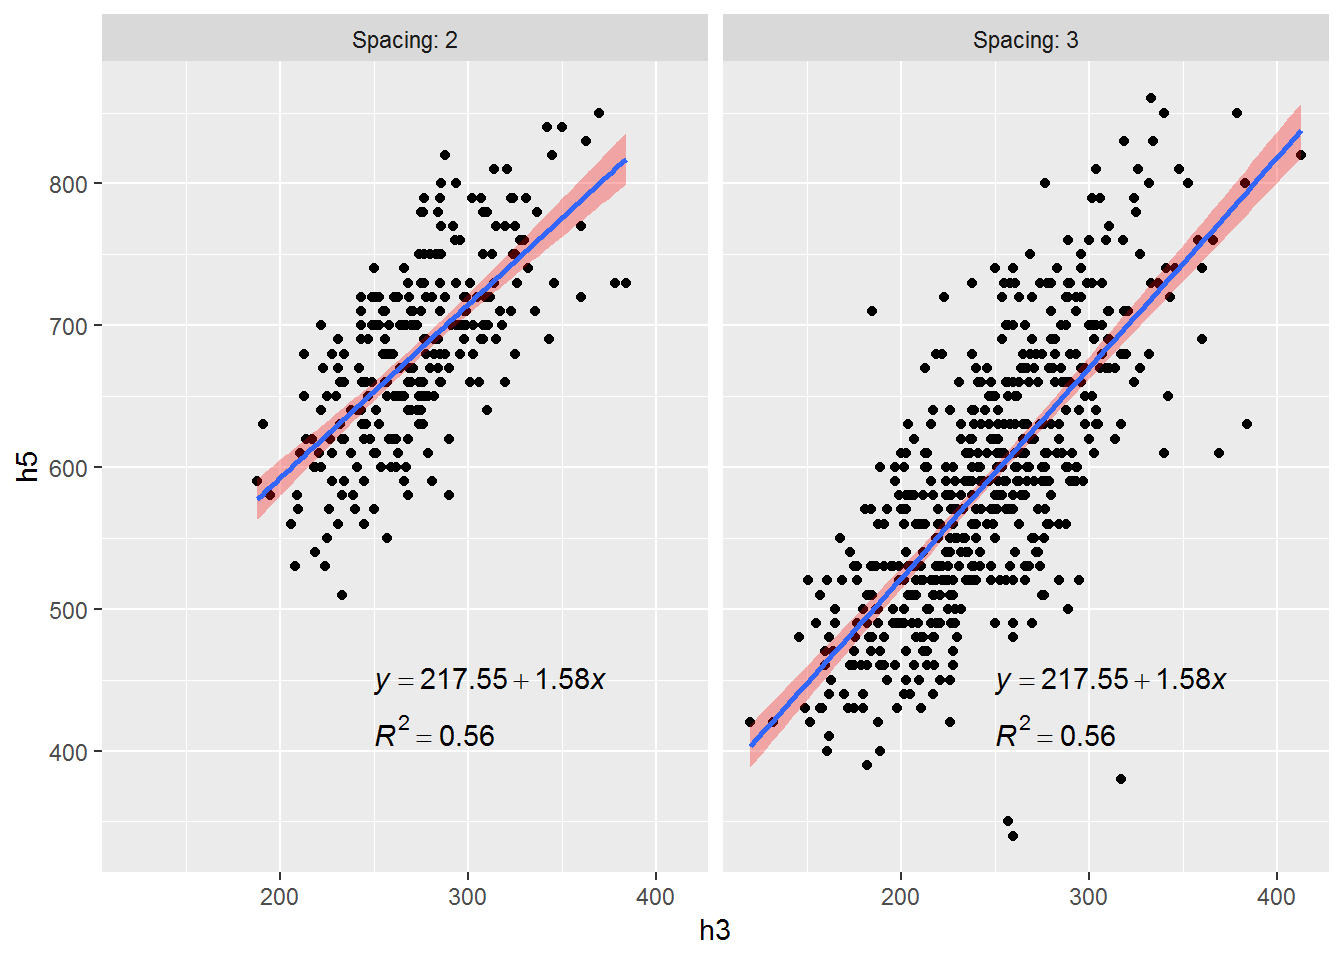 Spacing: 2
Spacing: 3
h5
800
700
600
500
400
y = 217.55 + 1.58x
R² = 0.56
y = 217.55 + 1.58x
R² = 0.56
200 300 400
200 300 400
h3